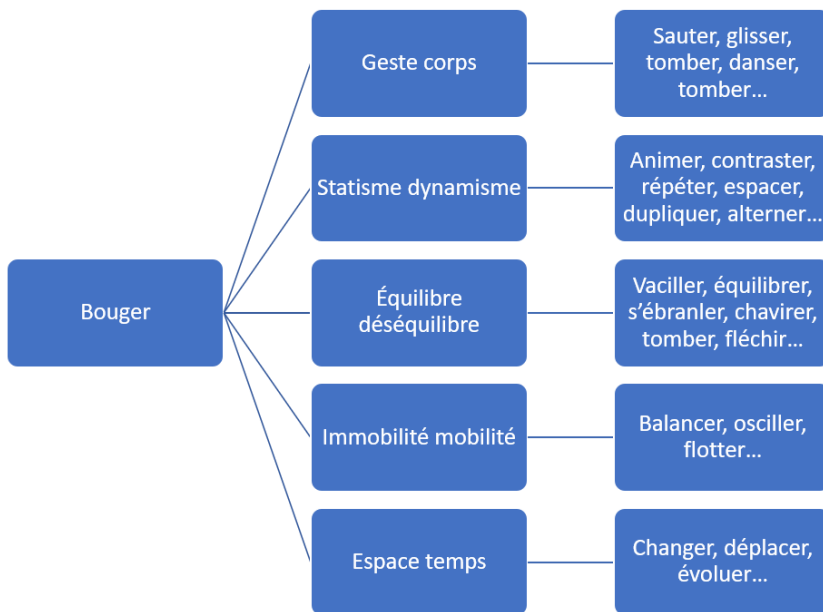 Bouger
Geste corps
Sauter, glisser,
tomber, danser,
tomber…
Statisme dynamisme
Animer, contraster,
répéter, espacer,
dupliquer, alterner…
Équilibre
déséquilibre
Vaciller, équilibrer,
s’ébranler, chavirer,
tomber, fléchir…
Immobilité mobilité
Balancer, osciller,
flotter…
Espace temps
Changer, déplacer,
évoluer…